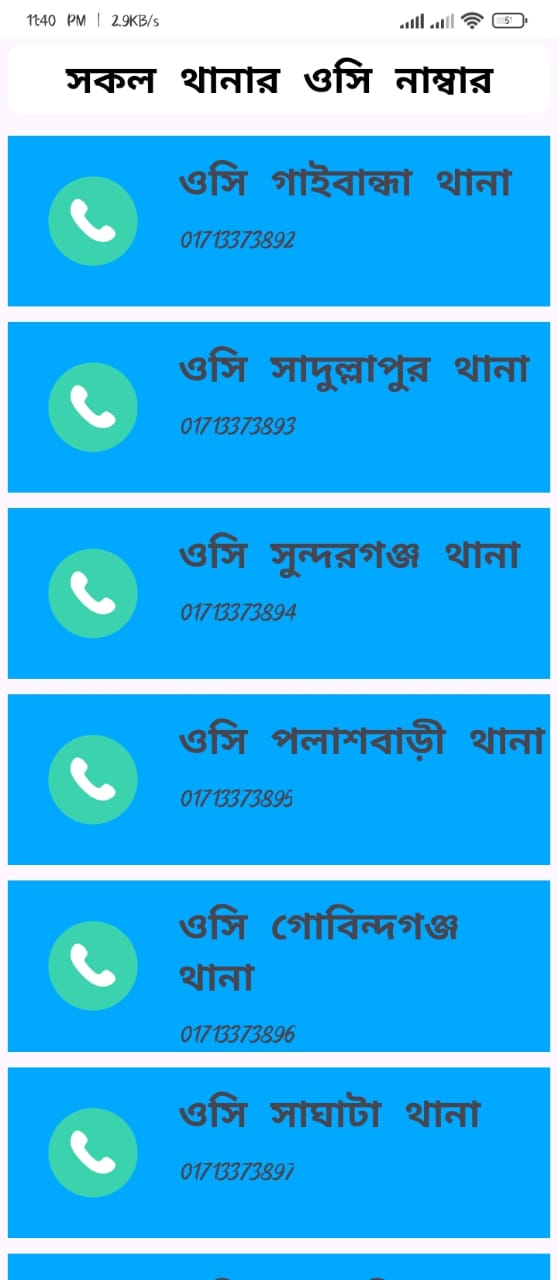 11:40 PM | 2.9KB/s
5
সকল থানার ওসি নাম্বার
ওসি গাইবান্ধা থানা
01713373892
ওসি সাদুল্লাপুর থানা
01713373893
ওসি সুন্দরগঞ্জ থানা
01713373894
ওসি পলাশবাড়ী থানা
01713373895
ওসি গোবিন্দগঞ্জ
থানা
01713373896
ওসি সাঘাটা থানা
01713373897